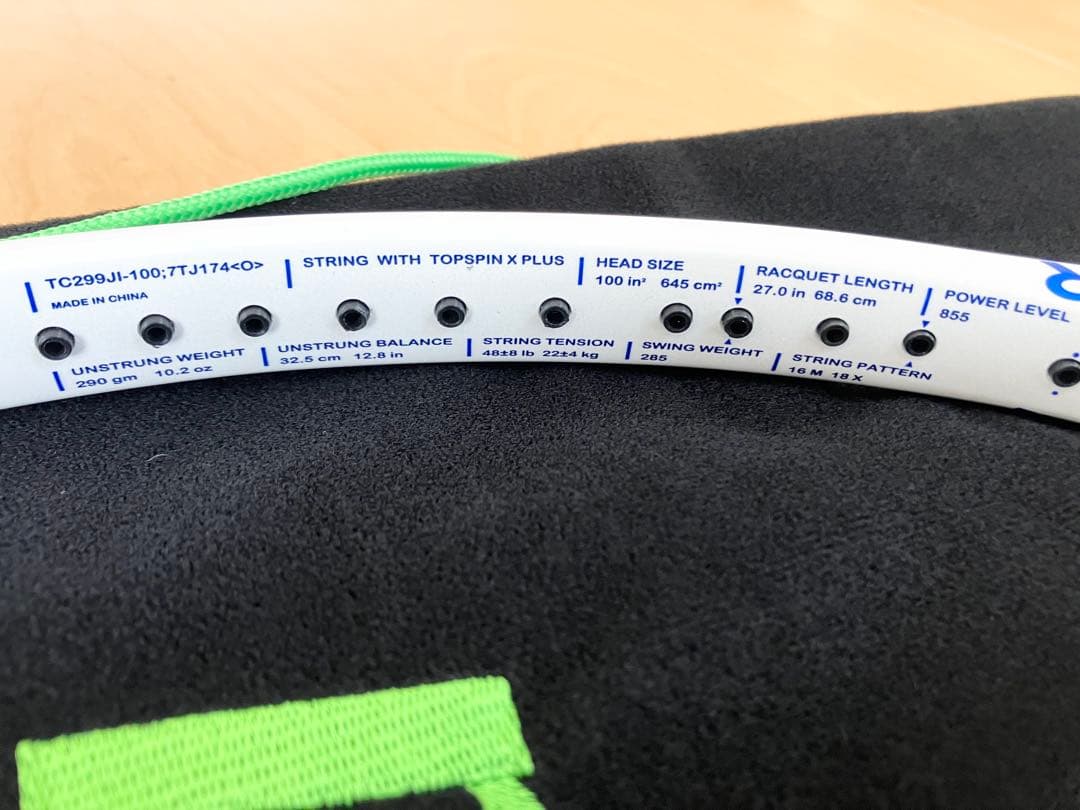 TC299JI-100;7TJ174<O>
MADE IN CHINA
STRING WITH TOPSPIN X PLUS
HEAD SIZE
100 in² 645 cm²
RACQUET LENGTH
27.0 in 68.6 cm
POWER LEVEL
855
UNSTRUNG WEIGHT
290 gm 10.2 oz
UNSTRUNG BALANCE
32.5 cm 12.8 in
STRING TENSION
48±8 lb 22±4 kg
SWING WEIGHT
285
STRING PATTERN
16 M 18 X